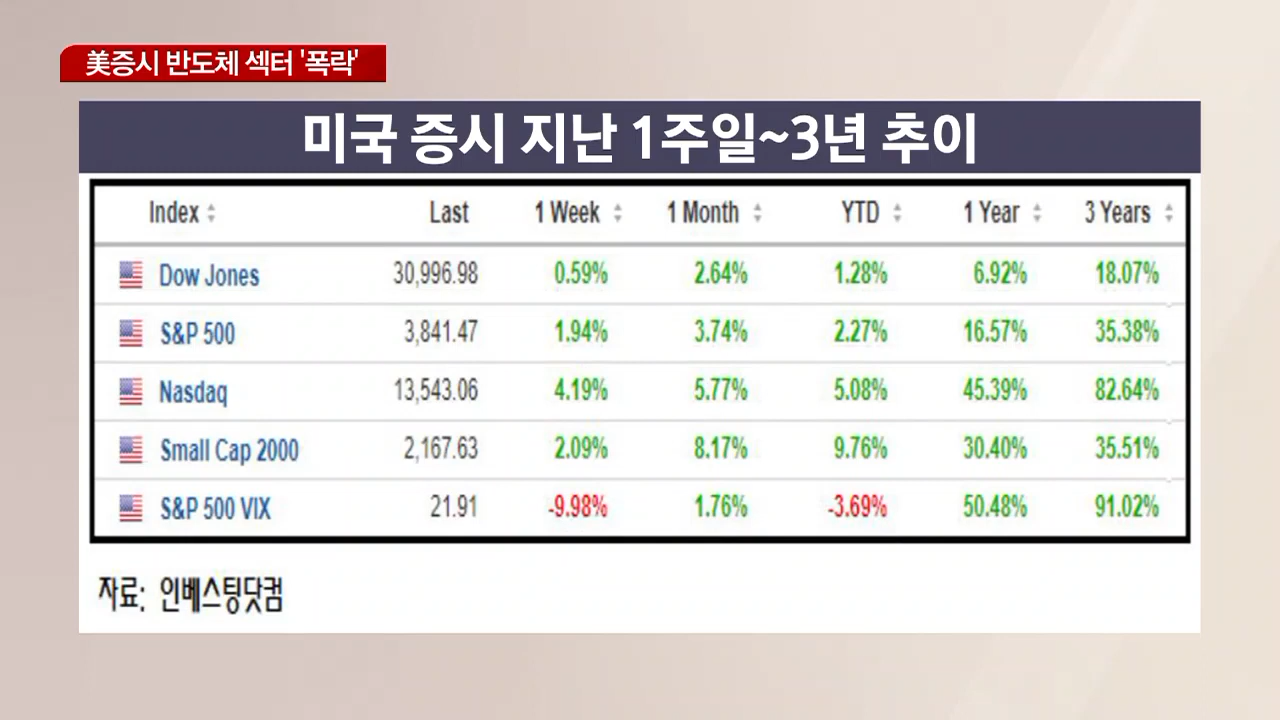 美증시 반도체 섹터 '폭락'
미국 증시 지난 1주일~3년 추이
Index Last 1 Week 1 Month YTD 1 Year 3 Years
Dow Jones 30,996.98 0.59% 2.64% 1.28% 6.92% 18.07%
S&P 500 3,841.47 1.94% 3.74% 2.27% 16.57% 35.38%
Nasdaq 13,543.06 4.19% 5.77% 5.08% 45.39% 82.64%
Small Cap 2000 2,167.63 2.09% 8.17% 9.76% 30.40% 35.51%
S&P 500 VIX 21.91 -9.98% 1.76% -3.69% 50.48% 91.02%
자료: 인베스팅닷컴